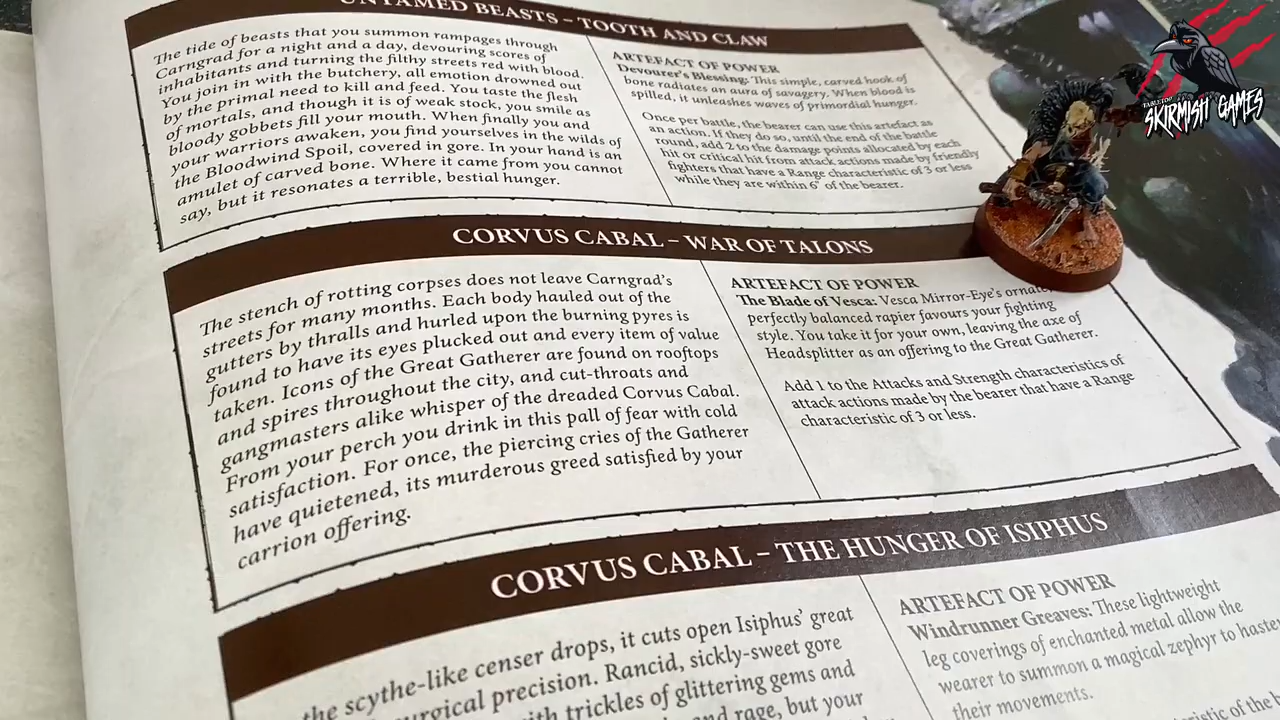 UNTAMED BEASTS – TOOTH AND CLAW
The tide of beasts that you summon rampages through
Carngrad for a night and a day, devouring scores of
inhabitants and turning the filthy streets red with blood.
You join in with the butchery, all emotion drowned out
by the primal need to kill and feed. You taste the flesh
of mortals, and though it is of weak stock, you smile as
bloody gobbets fill your mouth. When finally you and
your warriors awaken, you find yourselves in the wilds of
the Bloodwind Spoil, covered in gore. In your hand is an
amulet of carved bone. Where it came from you cannot
say, but it resonates a terrible, bestial hunger.
ARTEFACT OF POWER
Devourer's Blessing: This simple, carved hook of
bone radiates an aura of savagery. When blood is
spilled, it unleashes waves of primordial hunger.
Once per battle, the bearer can use this artefact as
an action. If they do so, until the end of the battle
round, add 2 to the damage points allocated by each
hit or critical hit from attack actions made by friendly
fighters that have a Range characteristic of 3 or less
while they are within 6" of the bearer.
TABLETOP
SKIRMISH GAMES
CORVUS CABAL – WAR OF TALONS
The stench of rotting corpses does not leave Carngrad's
streets for many months. Each body hauled out of the
gutters by thralls and hurled upon the burning pyres is
found to have its eyes plucked out and every item of value
taken. Icons of the Great Gatherer are found on rooftops
and spires throughout the city, and cut-throats and
gangmasters alike whisper of the dreaded Corvus Cabal.
From your perch you drink in this pall of fear with cold
satisfaction. For once, the piercing cries of the Gatherer
have quietened, its murderous greed satisfied by your
carrion offering.
ARTEFACT OF POWER
The Blade of Vesca: Vesca Mirror-Eye's ornate,
perfectly balanced rapier favours your fighting
style. You take it for your own, leaving the axe of
Headsplitter as an offering to the Great Gatherer.
Add 1 to the Attacks and Strength characteristics of
attack actions made by the bearer that have a Range
characteristic of 3 or less.
CORVUS CABAL – THE HUNGER OF ISIPHUS
the scythe-like censer drops, it cuts open Isiphus' great
surgical precision. Rancid, sickly-sweet gore
with trickles of glittering gems and
and rage, but your
ARTEFACT OF POWER
Windrunner Greaves: These lightweight
leg coverings of enchanted metal allow the
wearer to summon a magical zephyr to hasten
their movements.
of the